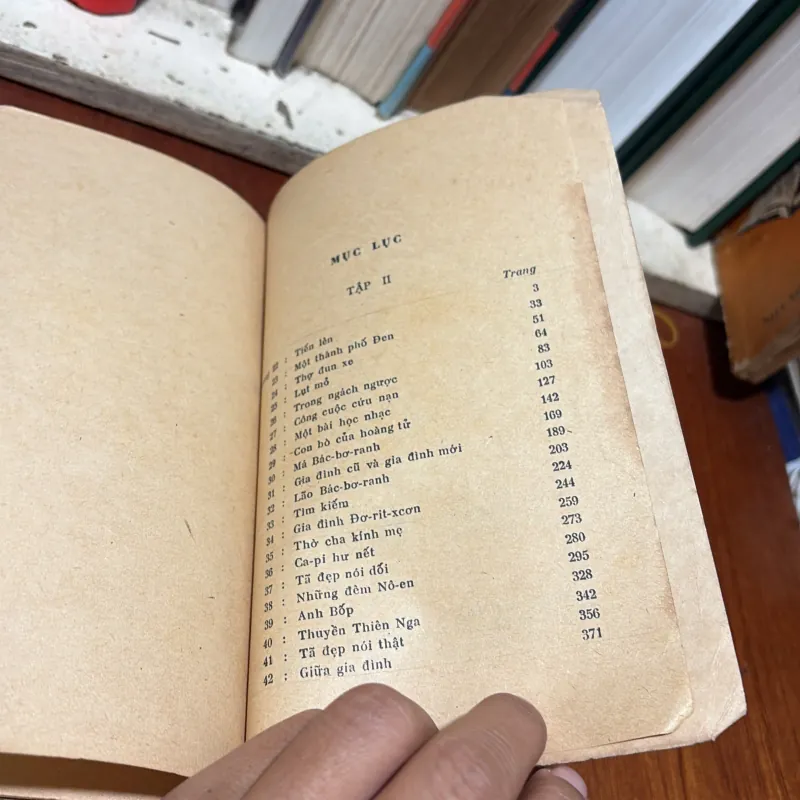 MỤC LỤC
TẬP II
Trang
22 : Tiến lên 3
23 : Một thành phố Đen 33
24 : Thợ đun xe 51
25 : Lụt mỏ 64
26 : Trong ngách ngược 83
27 : Công cuộc cứu nạn 103
28 : Một bài học nhạc 127
29 : Con bò của hoàng tử 142
30 : Má Bác-bơ-ranh 169
31 : Gia đình cũ và gia đình mới 189
32 : Lão Bác-bơ-ranh 203
33 : Tìm kiếm 224
34 : Gia đình Đơ-rit-xcơn 244
35 : Thờ cha kính mẹ 259
36 : Ca-pi hư nết 273
37 : Tã đẹp nói dối 280
38 : Những đêm Nô-en 295
39 : Anh Bốp 328
40 : Thuyền Thiên Nga 342
41 : Tã đẹp nói thật 356
42 : Giữa gia đình 371